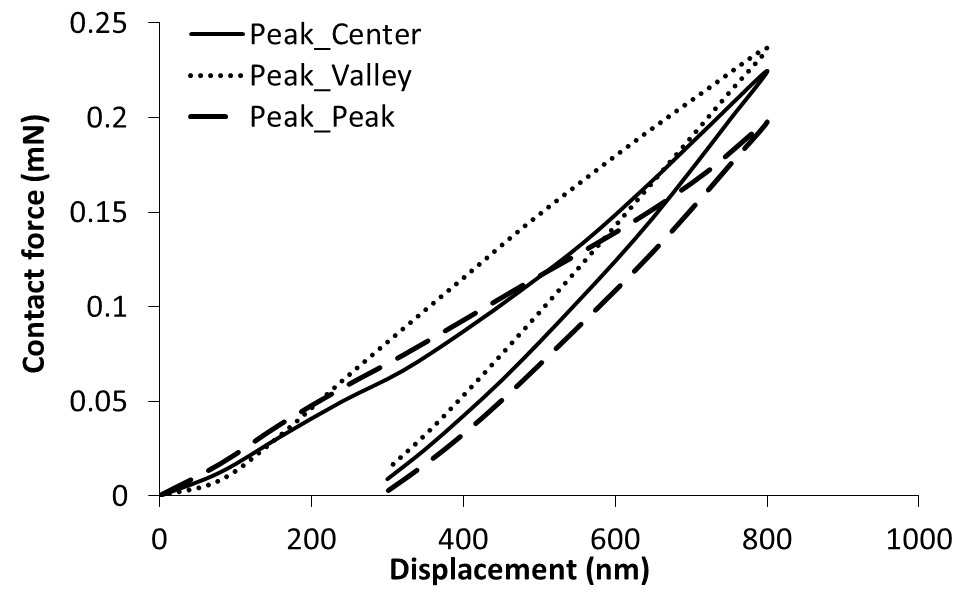 0.25
0.2
0.15
0.1
0.05
0
Contact force (mN)
Peak_Center
Peak_Valley
Peak_Peak
0 200 400 600 800 1000
Displacement (nm)